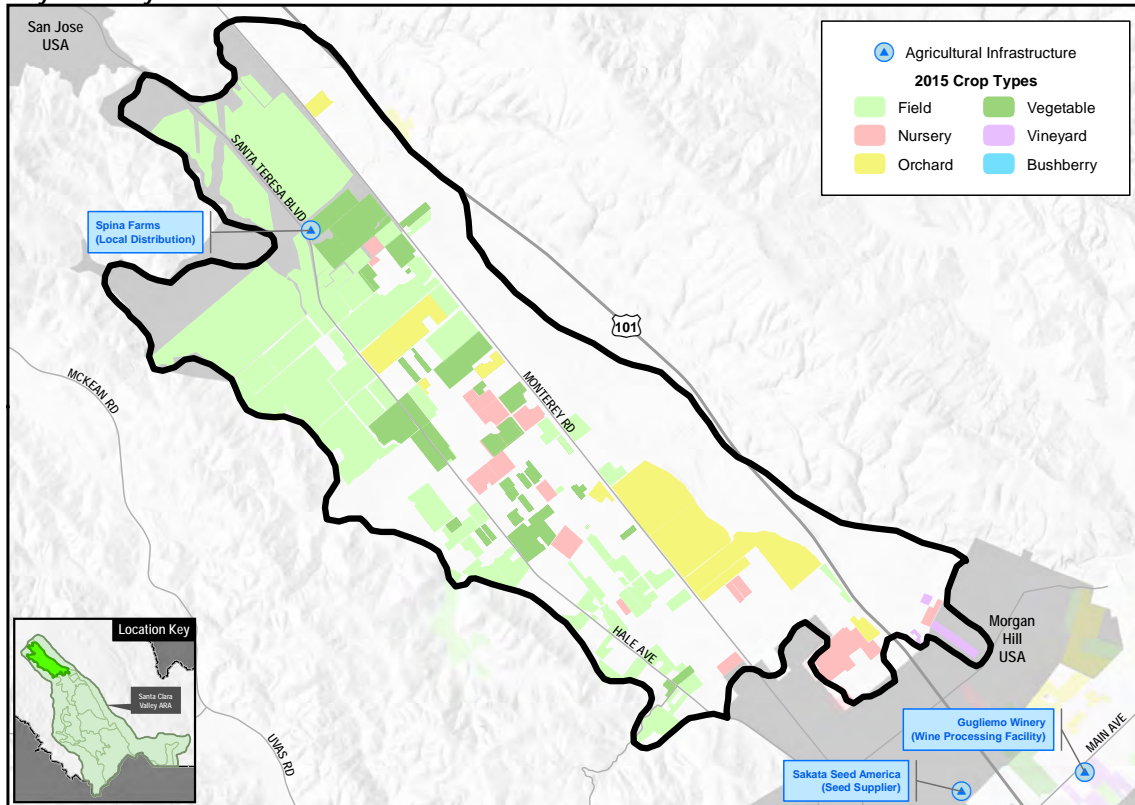 San Jose
USA
Agricultural Infrastructure
2015 Crop Types
Field
Vegetable
Nursery
Vineyard
Orchard
Bushberry
SANTA TERESA BLVD
Spina Farms
(Local Distribution)
101
MCKEAN RD
MONTEREY RD
HALE AVE
Morgan
Hill
USA
Location Key
Santa Clara
Valley ARA
UVAS RD
Gugliemo Winery
(Wine Processing Facility)
MAIN AVE
Sakata Seed America
(Seed Supplier)